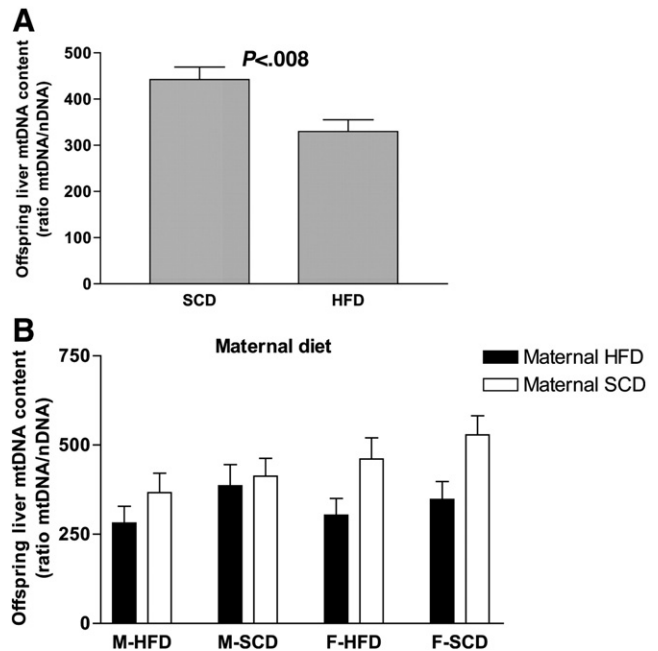 A
Offspring liver mtDNA content
(ratio mtDNA/nDNA)
500
400
300
200
100
0
P<.008
SCD HFD
B
Maternal diet
Offspring liver mtDNA content
(ratio mtDNA/nDNA)
750
500
250
0
Maternal HFD
Maternal SCD
M-HFD M-SCD F-HFD F-SCD